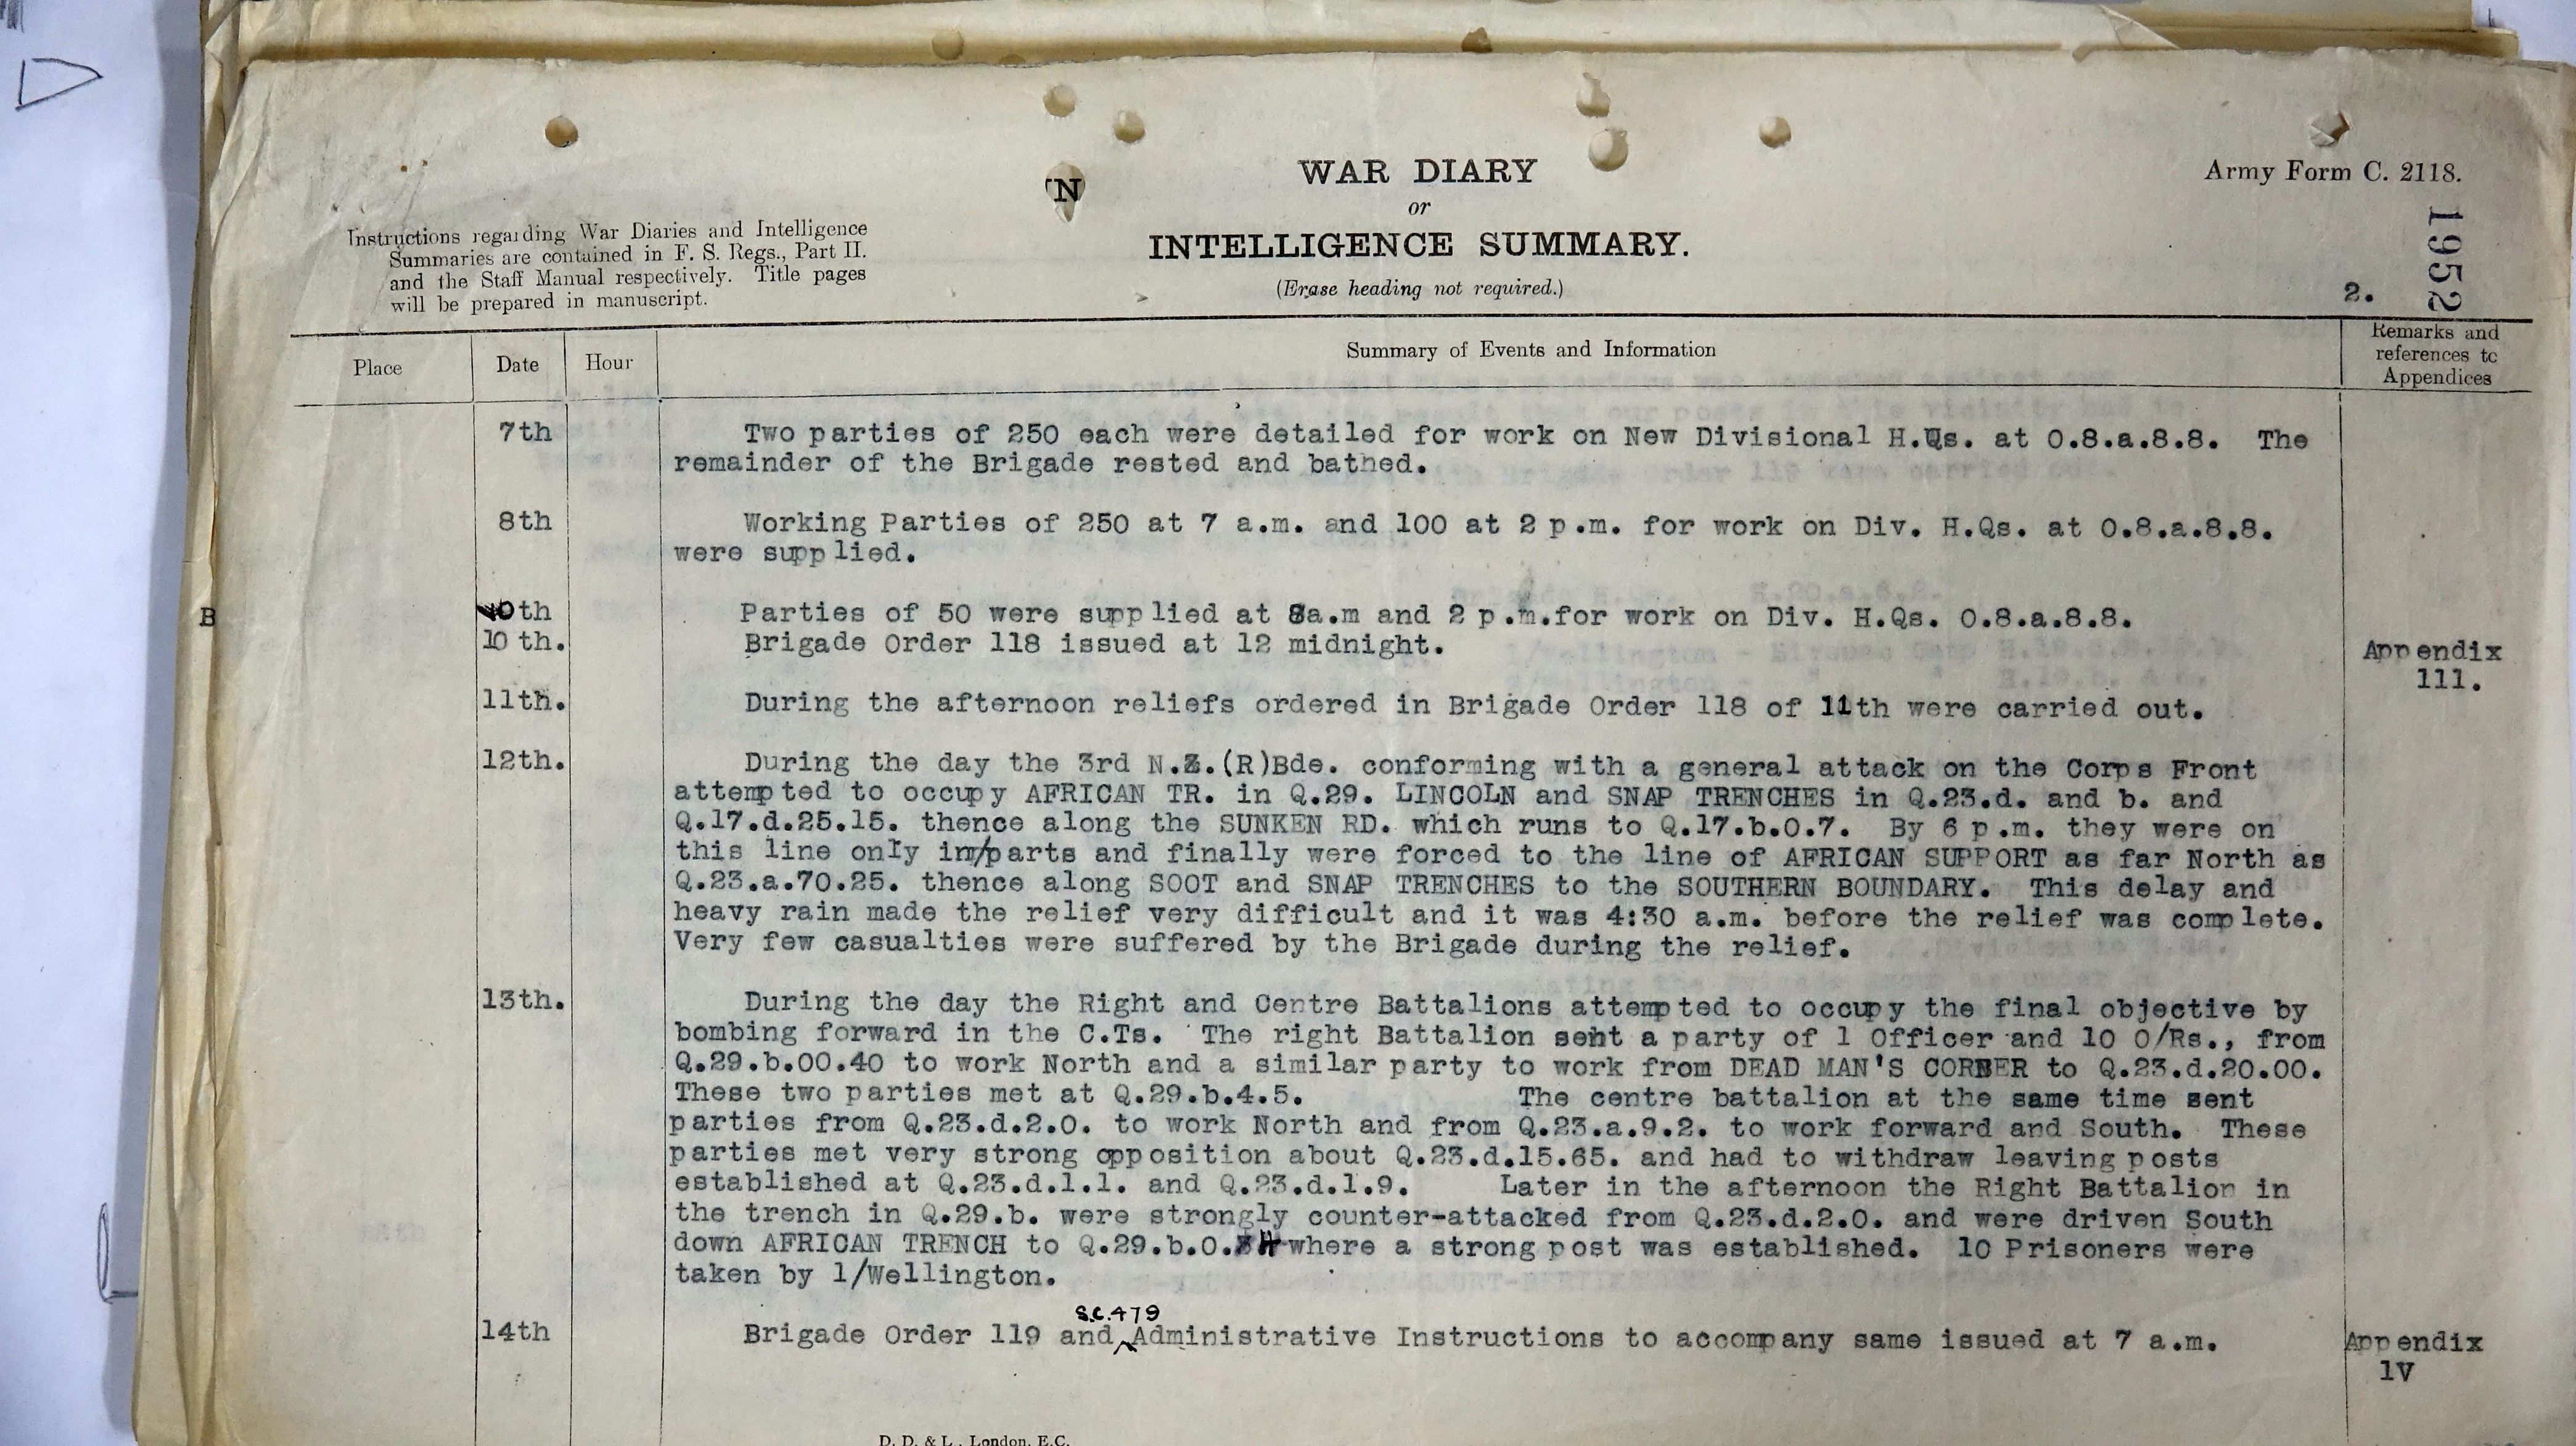 WAR DIARY
or
INTELLIGENCE SUMMARY.
(Erase heading not required.)
Army Form C. 2118.
1952
2.
N
Instructions regarding War Diaries and Intelligence
Summaries are contained in F. S. Regs., Part II.
and the Staff Manual respectively. Title pages
will be prepared in manuscript.
Place
Date
Hour
Summary of Events and Information
Remarks and
references to
Appendices
7th Two parties of 250 each were detailed for work on New Divisional H.Qs. at O.8.a.8.8. The
remainder of the Brigade rested and bathed.
8th Working Parties of 250 at 7 a.m. and 100 at 2 p.m. for work on Div. H.Qs. at O.8.a.8.8.
were supplied.
B
10th Parties of 50 were supplied at 8a.m and 2 p.m.for work on Div. H.Qs. O.8.a.8.8.
10 th. Brigade Order 118 issued at 12 midnight. Appendix
111.
11th. During the afternoon reliefs ordered in Brigade Order 118 of 11th were carried out.
12th. During the day the 3rd N.Z.(R)Bde. conforming with a general attack on the Corps Front
attempted to occupy AFRICAN TR. in Q.29. LINCOLN and SNAP TRENCHES in Q.23.d. and b. and
Q.17.d.25.15. thence along the SUNKEN RD. which runs to Q.17.b.0.7. By 6 p.m. they were on
this line only in/parts and finally were forced to the line of AFRICAN SUPPORT as far North as
Q.23.a.70.25. thence along SOOT and SNAP TRENCHES to the SOUTHERN BOUNDARY. This delay and
heavy rain made the relief very difficult and it was 4:30 a.m. before the relief was complete.
Very few casualties were suffered by the Brigade during the relief.
13th. During the day the Right and Centre Battalions attempted to occupy the final objective by
bombing forward in the C.Ts. The right Battalion sent a party of 1 Officer and 10 O/Rs., from
Q.29.b.00.40 to work North and a similar party to work from DEAD MAN'S CORNER to Q.23.d.20.00.
These two parties met at Q.29.b.4.5. The centre battalion at the same time sent
parties from Q.23.d.2.0. to work North and from Q.23.a.9.2. to work forward and South. These
parties met very strong opposition about Q.23.d.15.65. and had to withdraw leaving posts
established at Q.23.d.1.1. and Q.23.d.1.9. Later in the afternoon the Right Battalion in
the trench in Q.29.b. were strongly counter-attacked from Q.23.d.2.0. and were driven South
down AFRICAN TRENCH to Q.29.b.0.4 where a strong post was established. 10 Prisoners were
taken by 1/Wellington.
S.C.479
14th Brigade Order 119 and Administrative Instructions to accompany same issued at 7 a.m. Appendix
1V
D. D. & L., London, E.C.